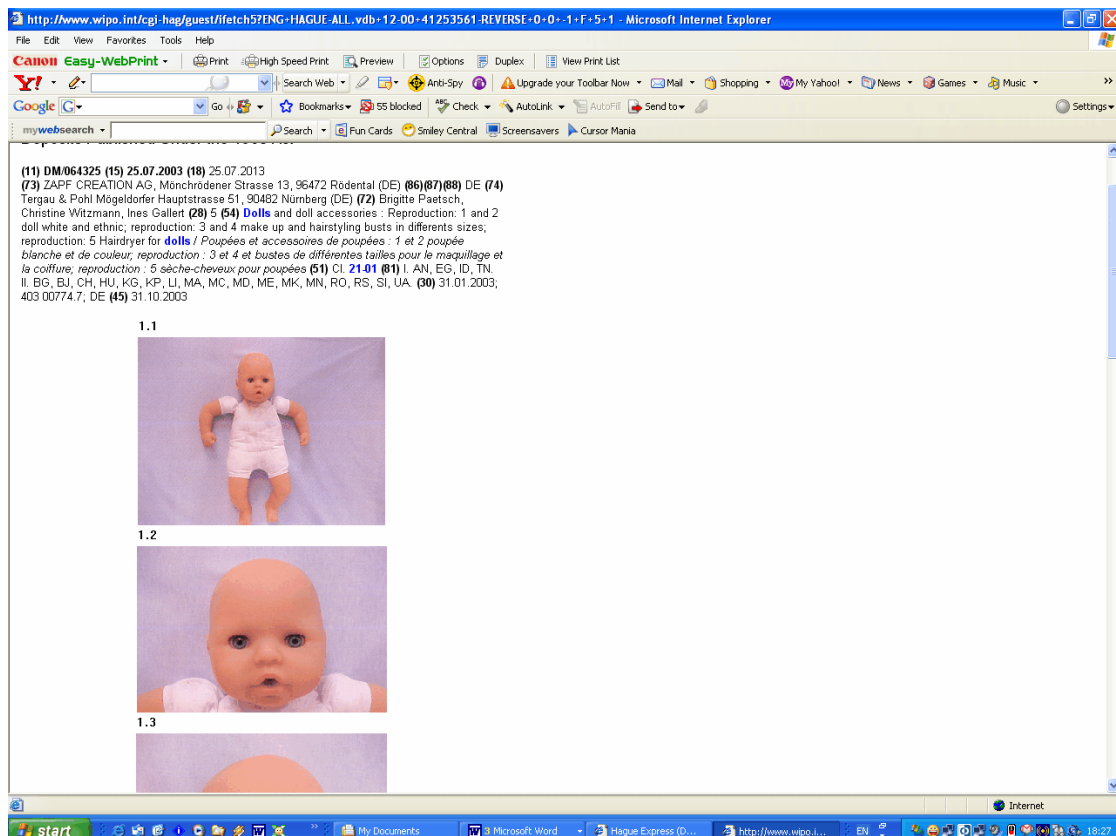 http://www.wipo.int/cgi-hag/guest/ifetch5?ENG+HAGUE-ALL.vdb+12-00+41253561-REVERSE+0+0+-1+F+5+1 - Microsoft Internet Explorer
File Edit View Favorites Tools Help
Canon Easy-WebPrint Print High Speed Print Preview Options Duplex View Print List
Y! Search Web Anti-Spy Upgrade your Toolbar Now Mail Shopping My Yahoo! News Games Music »
Google G Go Bookmarks 55 blocked ABC Check AutoLink AutoFill Send to Settings
mywebsearch Search Fun Cards Smiley Central Screensavers Cursor Mania
(11) DM/064325 (15) 25.07.2003 (18) 25.07.2013
(73) ZAPF CREATION AG, Mönchrödener Strasse 13, 96472 Rödental (DE) (86)(87)(88) DE (74)
Tergau & Pohl Mögeldorfer Hauptstrasse 51, 90482 Nürnberg (DE) (72) Brigitte Paetsch,
Christine Witzmann, Ines Gallert (28) 5 (54) Dolls and doll accessories : Reproduction: 1 and 2
doll white and ethnic; reproduction: 3 and 4 make up and hairstyling busts in differents sizes;
reproduction: 5 Hairdryer for dolls / Poupées et accessoires de poupées : 1 et 2 poupée
blanche et de couleur; reproduction : 3 et 4 et bustes de différentes tailles pour le maquillage et
la coiffure; reproduction : 5 sèche-cheveux pour poupées (51) Cl. 21-01 (81) I. AN, EG, ID, TN.
II. BG, BJ, CH, HU, KG, KP, LI, MA, MC, MD, ME, MK, MN, RO, RS, SI, UA. (30) 31.01.2003;
403 00774.7; DE (45) 31.10.2003
1.1
1.2
1.3
Internet
start » My Documents 3 Microsoft Word Hague Express (D... http://www.wipo.i... EN 18:27